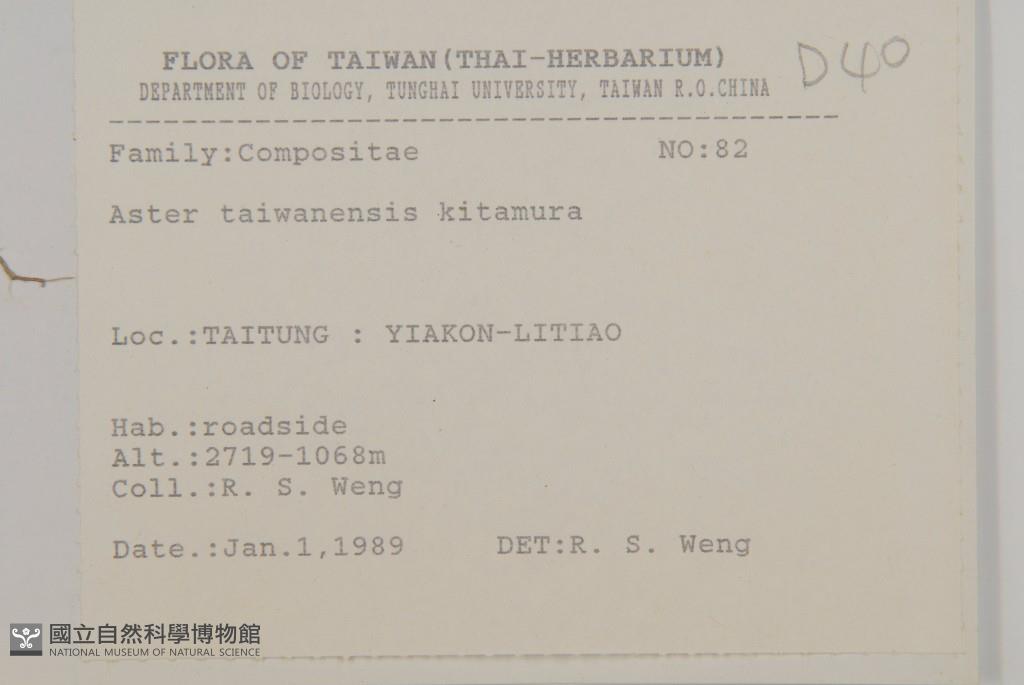 FLORA OF TAIWAN(THAI-HERBARIUM)
D40
DEPARTMENT OF BIOLOGY, TUNGHAI UNIVERSITY, TAIWAN R.O.CHINA
Family:Compositae NO:82
Aster taiwanensis kitamura
Loc.:TAITUNG : YIAKON-LITIAO
Hab.:roadside
Alt.:2719-1068m
Coll.:R. S. Weng
Date.:Jan.1,1989 DET:R. S. Weng
國立自然科學博物館
NATIONAL MUSEUM OF NATURAL SCIENCE